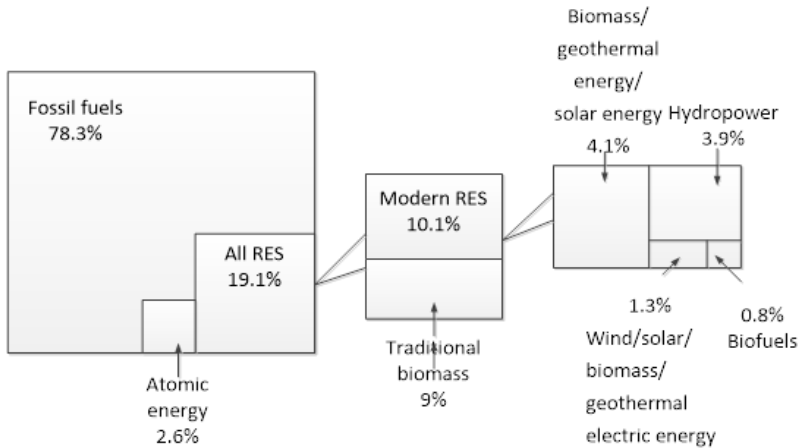 Fossil fuels
78.3%
All RES
19.1%
Atomic
energy
2.6%
Modern RES
10.1%
Traditional
biomass
9%
Biomass/
geothermal
energy/
solar energy
4.1%
Hydropower
3.9%
1.3%
Wind/solar/
biomass/
geothermal
electric energy
0.8%
Biofuels